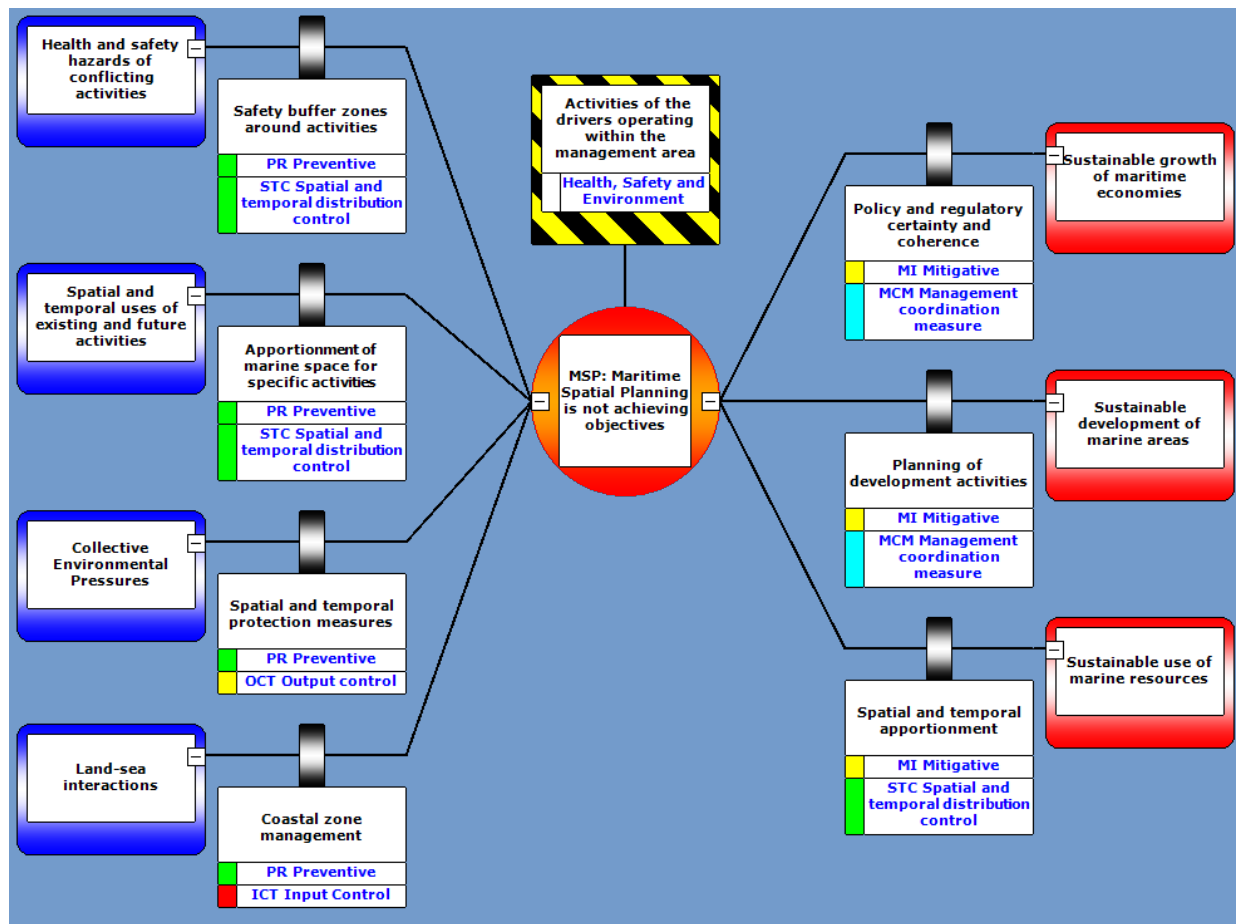 Health and safety
hazards of
conflicting
activities
Safety buffer zones
around activities
PR Preventive
STC Spatial and
temporal distribution
control
Spatial and
temporal uses of
existing and future
activities
Apportionment of
marine space for
specific activities
PR Preventive
STC Spatial and
temporal distribution
control
Collective
Environmental
Pressures
Spatial and temporal
protection measures
PR Preventive
OCT Output control
Land-sea
interactions
Coastal zone
management
PR Preventive
ICT Input Control
Activities of the
drivers operating
within the
management area
Health, Safety and
Environment
MSP: Maritime
Spatial Planning
is not achieving
objectives
Policy and regulatory
certainty and
coherence
MI Mitigative
MCM Management
coordination
measure
Sustainable growth
of maritime
economies
Planning of
development activities
MI Mitigative
MCM Management
coordination
measure
Sustainable
development of
marine areas
Spatial and temporal
apportionment
MI Mitigative
STC Spatial and
temporal distribution
control
Sustainable use of
marine resources